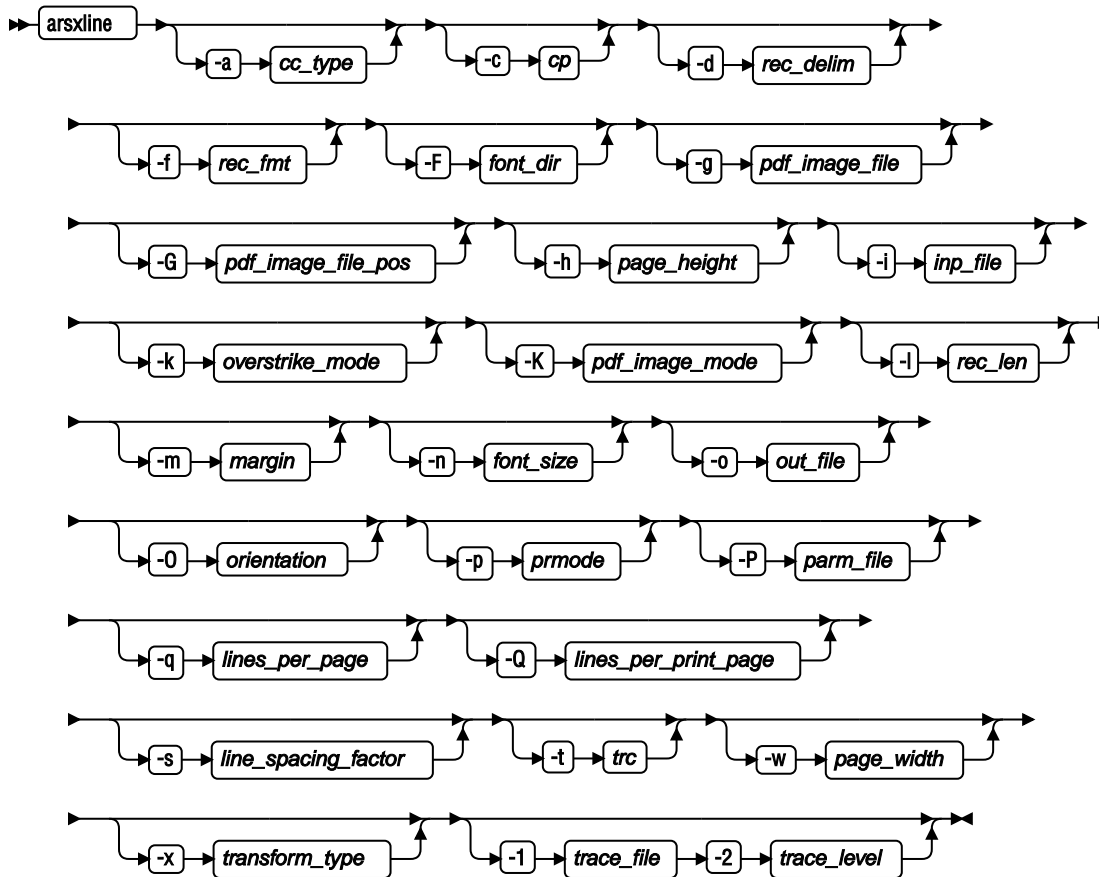 arsxline -a cc_type -c cp -d rec_delim
-f rec_fmt -F font_dir -g pdf_image_file
-G pdf_image_file_pos -h page_height -i inp_file
-k overstrike_mode -K pdf_image_mode -l rec_len
-m margin -n font_size -o out_file
-O orientation -p prmode -P parm_file
-q lines_per_page -Q lines_per_print_page
-s line_spacing_factor -t trc -w page_width
-x transform_type -1 trace_file -2 trace_level